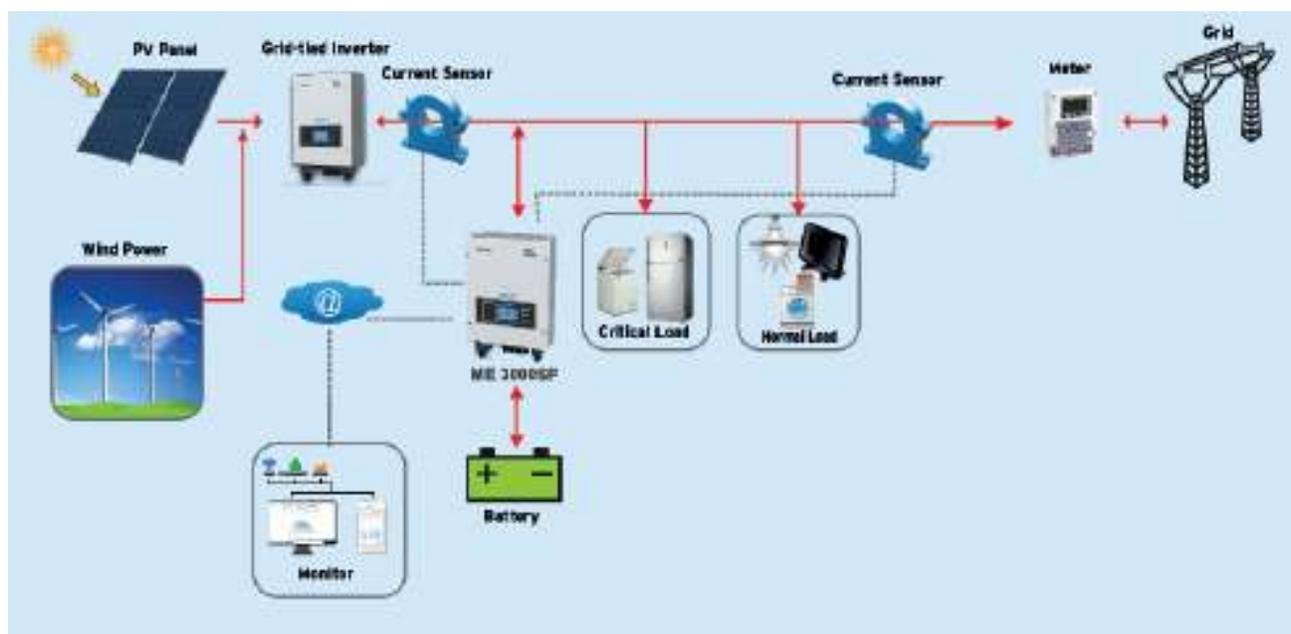 PV Panel
Grid-tied Inverter
Current Sensor
Current Sensor
Meter
Grid
Wind Power
@
Critical Load
Normal Load
ME 3000SP
+ −
Battery
Monitor